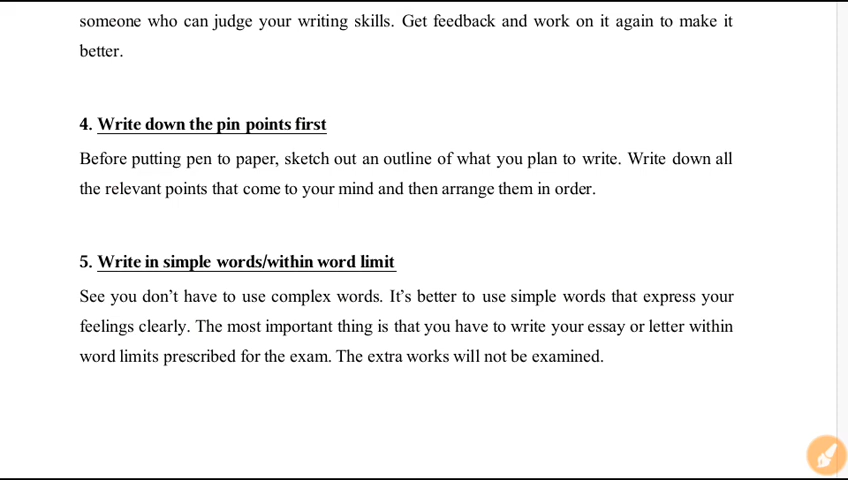 someone who can judge your writing skills. Get feedback and work on it again to make it
better.
4. Write down the pin points first
Before putting pen to paper, sketch out an outline of what you plan to write. Write down all
the relevant points that come to your mind and then arrange them in order.
5. Write in simple words/within word limit
See you don’t have to use complex words. It’s better to use simple words that express your
feelings clearly. The most important thing is that you have to write your essay or letter within
word limits prescribed for the exam. The extra works will not be examined.